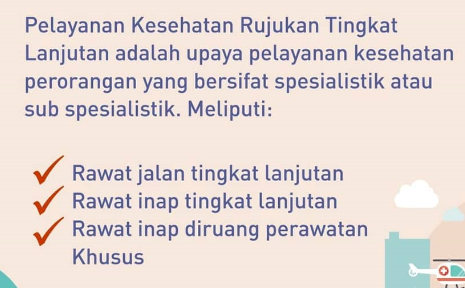 Pelayanan Kesehatan Rujukan Tingkat
Lanjutan adalah upaya pelayanan kesehatan
perorangan yang bersifat spesialistik atau
sub spesialistik. Meliputi:
Rawat jalan tingkat lanjutan
Rawat inap tingkat lanjutan
Rawat inap diruang perawatan
Khusus